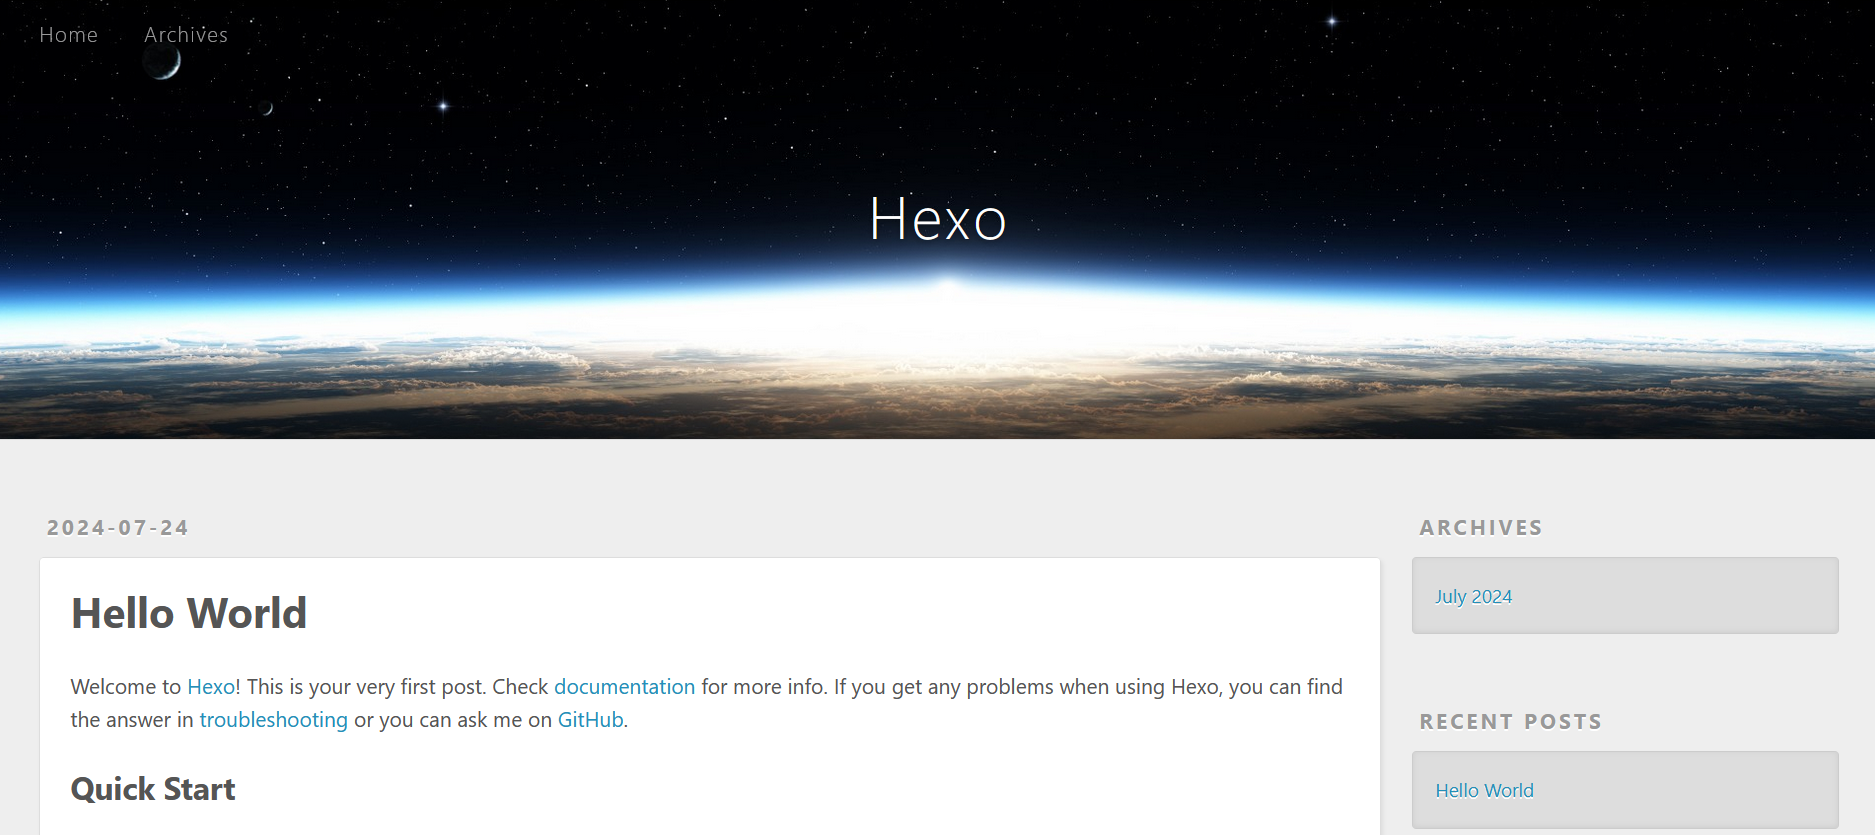 Home Archives
Hexo
2024-07-24
Hello World
Welcome to Hexo! This is your very first post. Check documentation for more info. If you get any problems when using Hexo, you can find
the answer in troubleshooting or you can ask me on GitHub.
Quick Start
ARCHIVES
July 2024
RECENT POSTS
Hello World